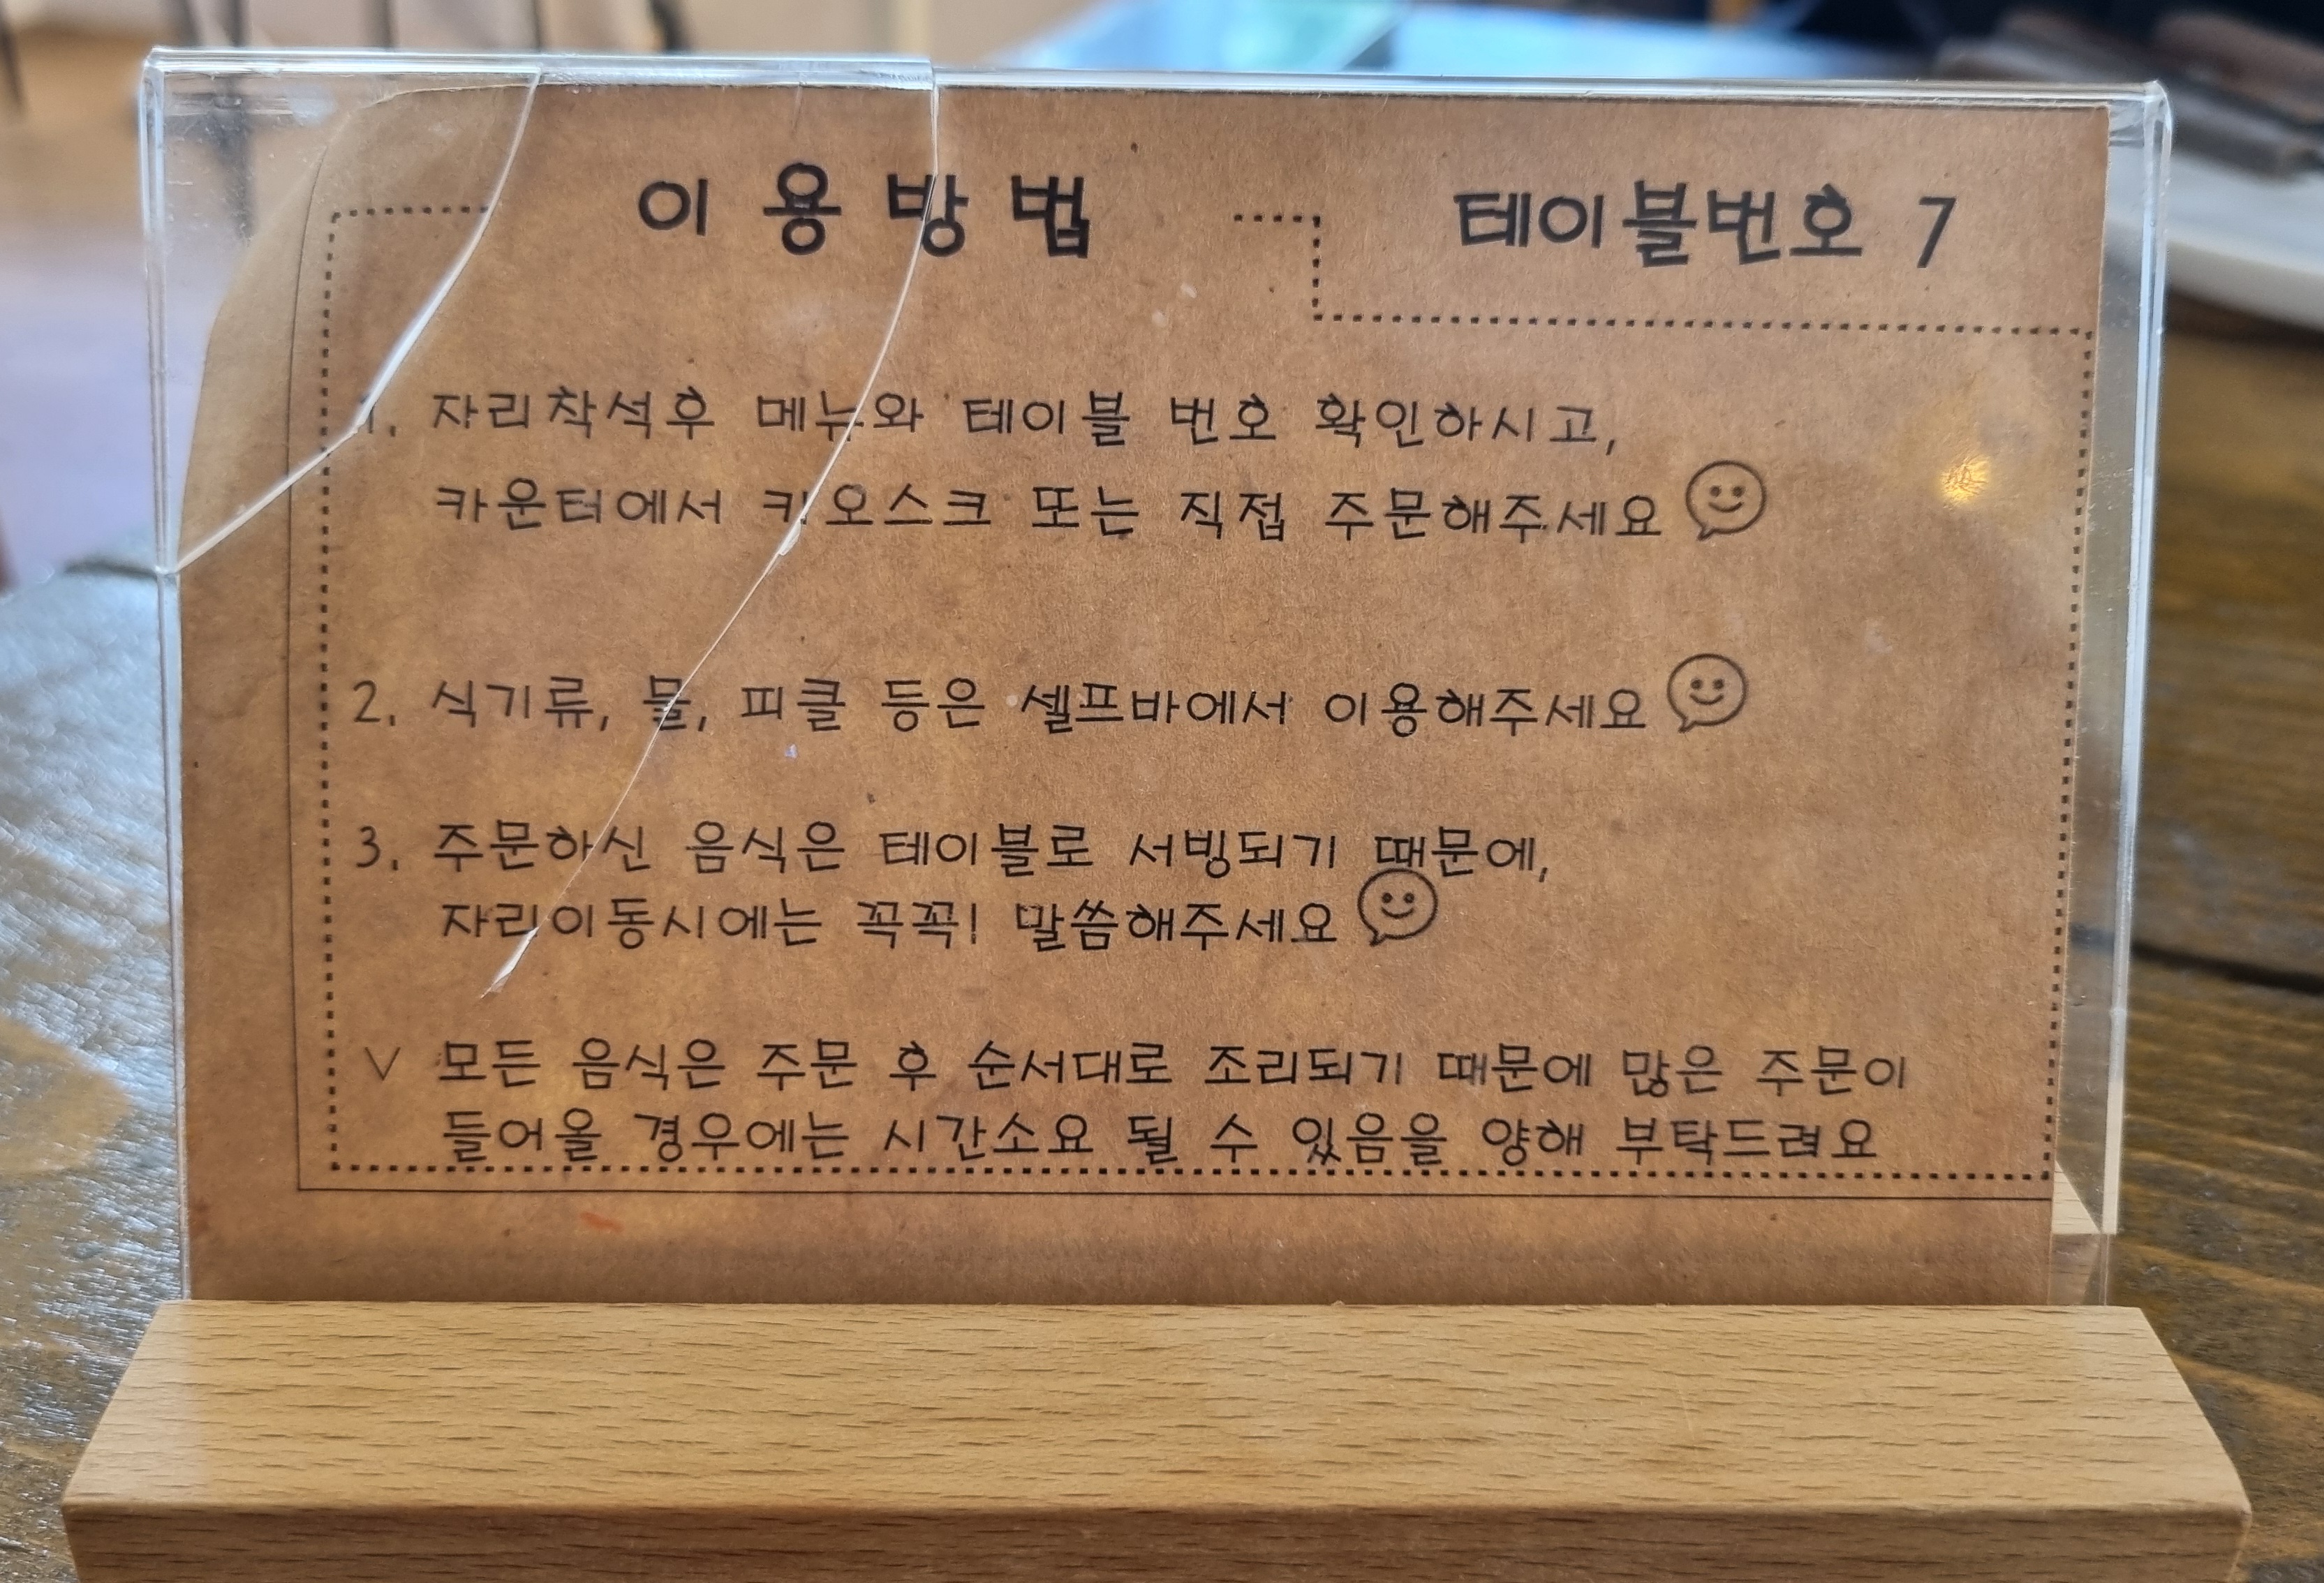 이용방법
테이블번호 7
1. 자리착석후 메뉴와 테이블 번호 확인하시고,
카운터에서 키오스크 또는 직접 주문해주세요
2. 식기류, 물, 피클 등은 셀프바에서 이용해주세요
3. 주문하신 음식은 테이블로 서빙되기 때문에,
자리이동시에는 꼭꼭! 말씀해주세요
V 모든 음식은 주문 후 순서대로 조리되기 때문에 많은 주문이
들어올 경우에는 시간소요 될 수 있음을 양해 부탁드려요